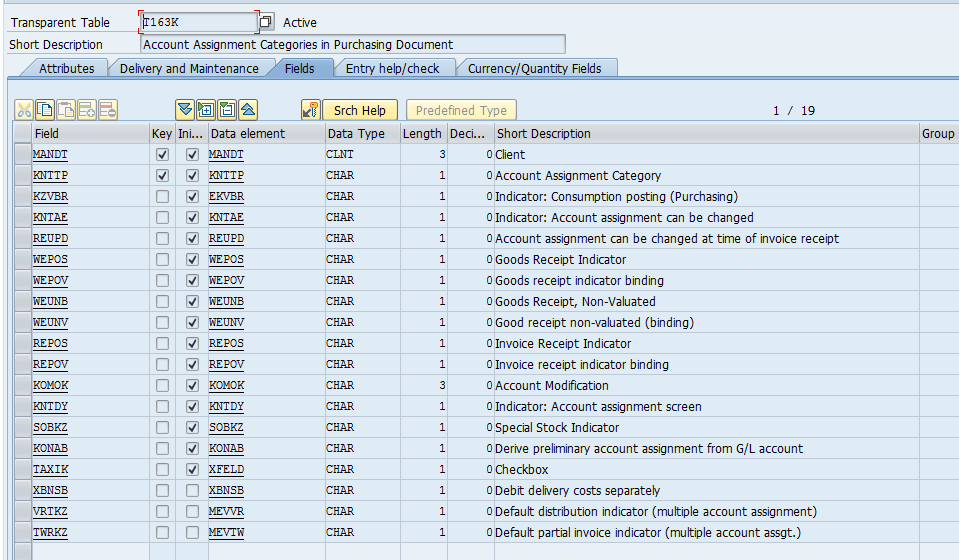 Transparent Table T163K Active
Short Description Account Assignment Categories in Purchasing Document
Attributes Delivery and Maintenance Fields Entry help/check Currency/Quantity Fields
Srch Help Predefined Type 1 / 19
Field Key Ini... Data element Data Type Length Deci... Short Description Group
MANDT MANDT CLNT 3 0 Client
KNTTP KNTTP CHAR 1 0 Account Assignment Category
KZVBR EKVBR CHAR 1 0 Indicator: Consumption posting (Purchasing)
KNTAE KNTAE CHAR 1 0 Indicator: Account assignment can be changed
REUPD REUPD CHAR 1 0 Account assignment can be changed at time of invoice receipt
WEPOS WEPOS CHAR 1 0 Goods Receipt Indicator
WEPOV WEPOV CHAR 1 0 Goods receipt indicator binding
WEUNB WEUNB CHAR 1 0 Goods Receipt, Non-Valuated
WEUNV WEUNV CHAR 1 0 Good receipt non-valuated (binding)
REPOS REPOS CHAR 1 0 Invoice Receipt Indicator
REPOV REPOV CHAR 1 0 Invoice receipt indicator binding
KOMOK KOMOK CHAR 3 0 Account Modification
KNTDY KNTDY CHAR 1 0 Indicator: Account assignment screen
SOBKZ SOBKZ CHAR 1 0 Special Stock Indicator
KONAB KONAB CHAR 1 0 Derive preliminary account assignment from G/L account
TAXIK XFELD CHAR 1 0 Checkbox
XBNSB XBNSB CHAR 1 0 Debit delivery costs separately
VRTKZ MEVVR CHAR 1 0 Default distribution indicator (multiple account assignment)
TWRKZ MEVTW CHAR 1 0 Default partial invoice indicator (multiple account assgt.)